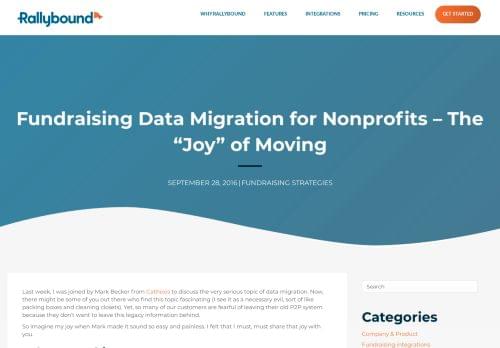 Rallybound
WHY RALLYBOUND
FEATURES
INTEGRATIONS
PRICING
RESOURCES
GET STARTED
Fundraising Data Migration for Nonprofits – The
“Joy” of Moving
SEPTEMBER 28, 2016 | FUNDRAISING STRATEGIES
Last week, I was joined by Mark Becker from Cathexis to discuss the very serious topic of data migration. Now,
there might be some of you out there who find this topic fascinating (I see it as a necessary evil, sort of like
packing boxes and cleaning closets). Yet, so many of our customers are fearful of leaving their old P2P system
because they don't want to leave this legacy information behind.
So imagine my joy when Mark made it sound so easy and painless. I felt that I must, must share that joy with
you.
Search
Categories
Company & Product
Fundraising integrations